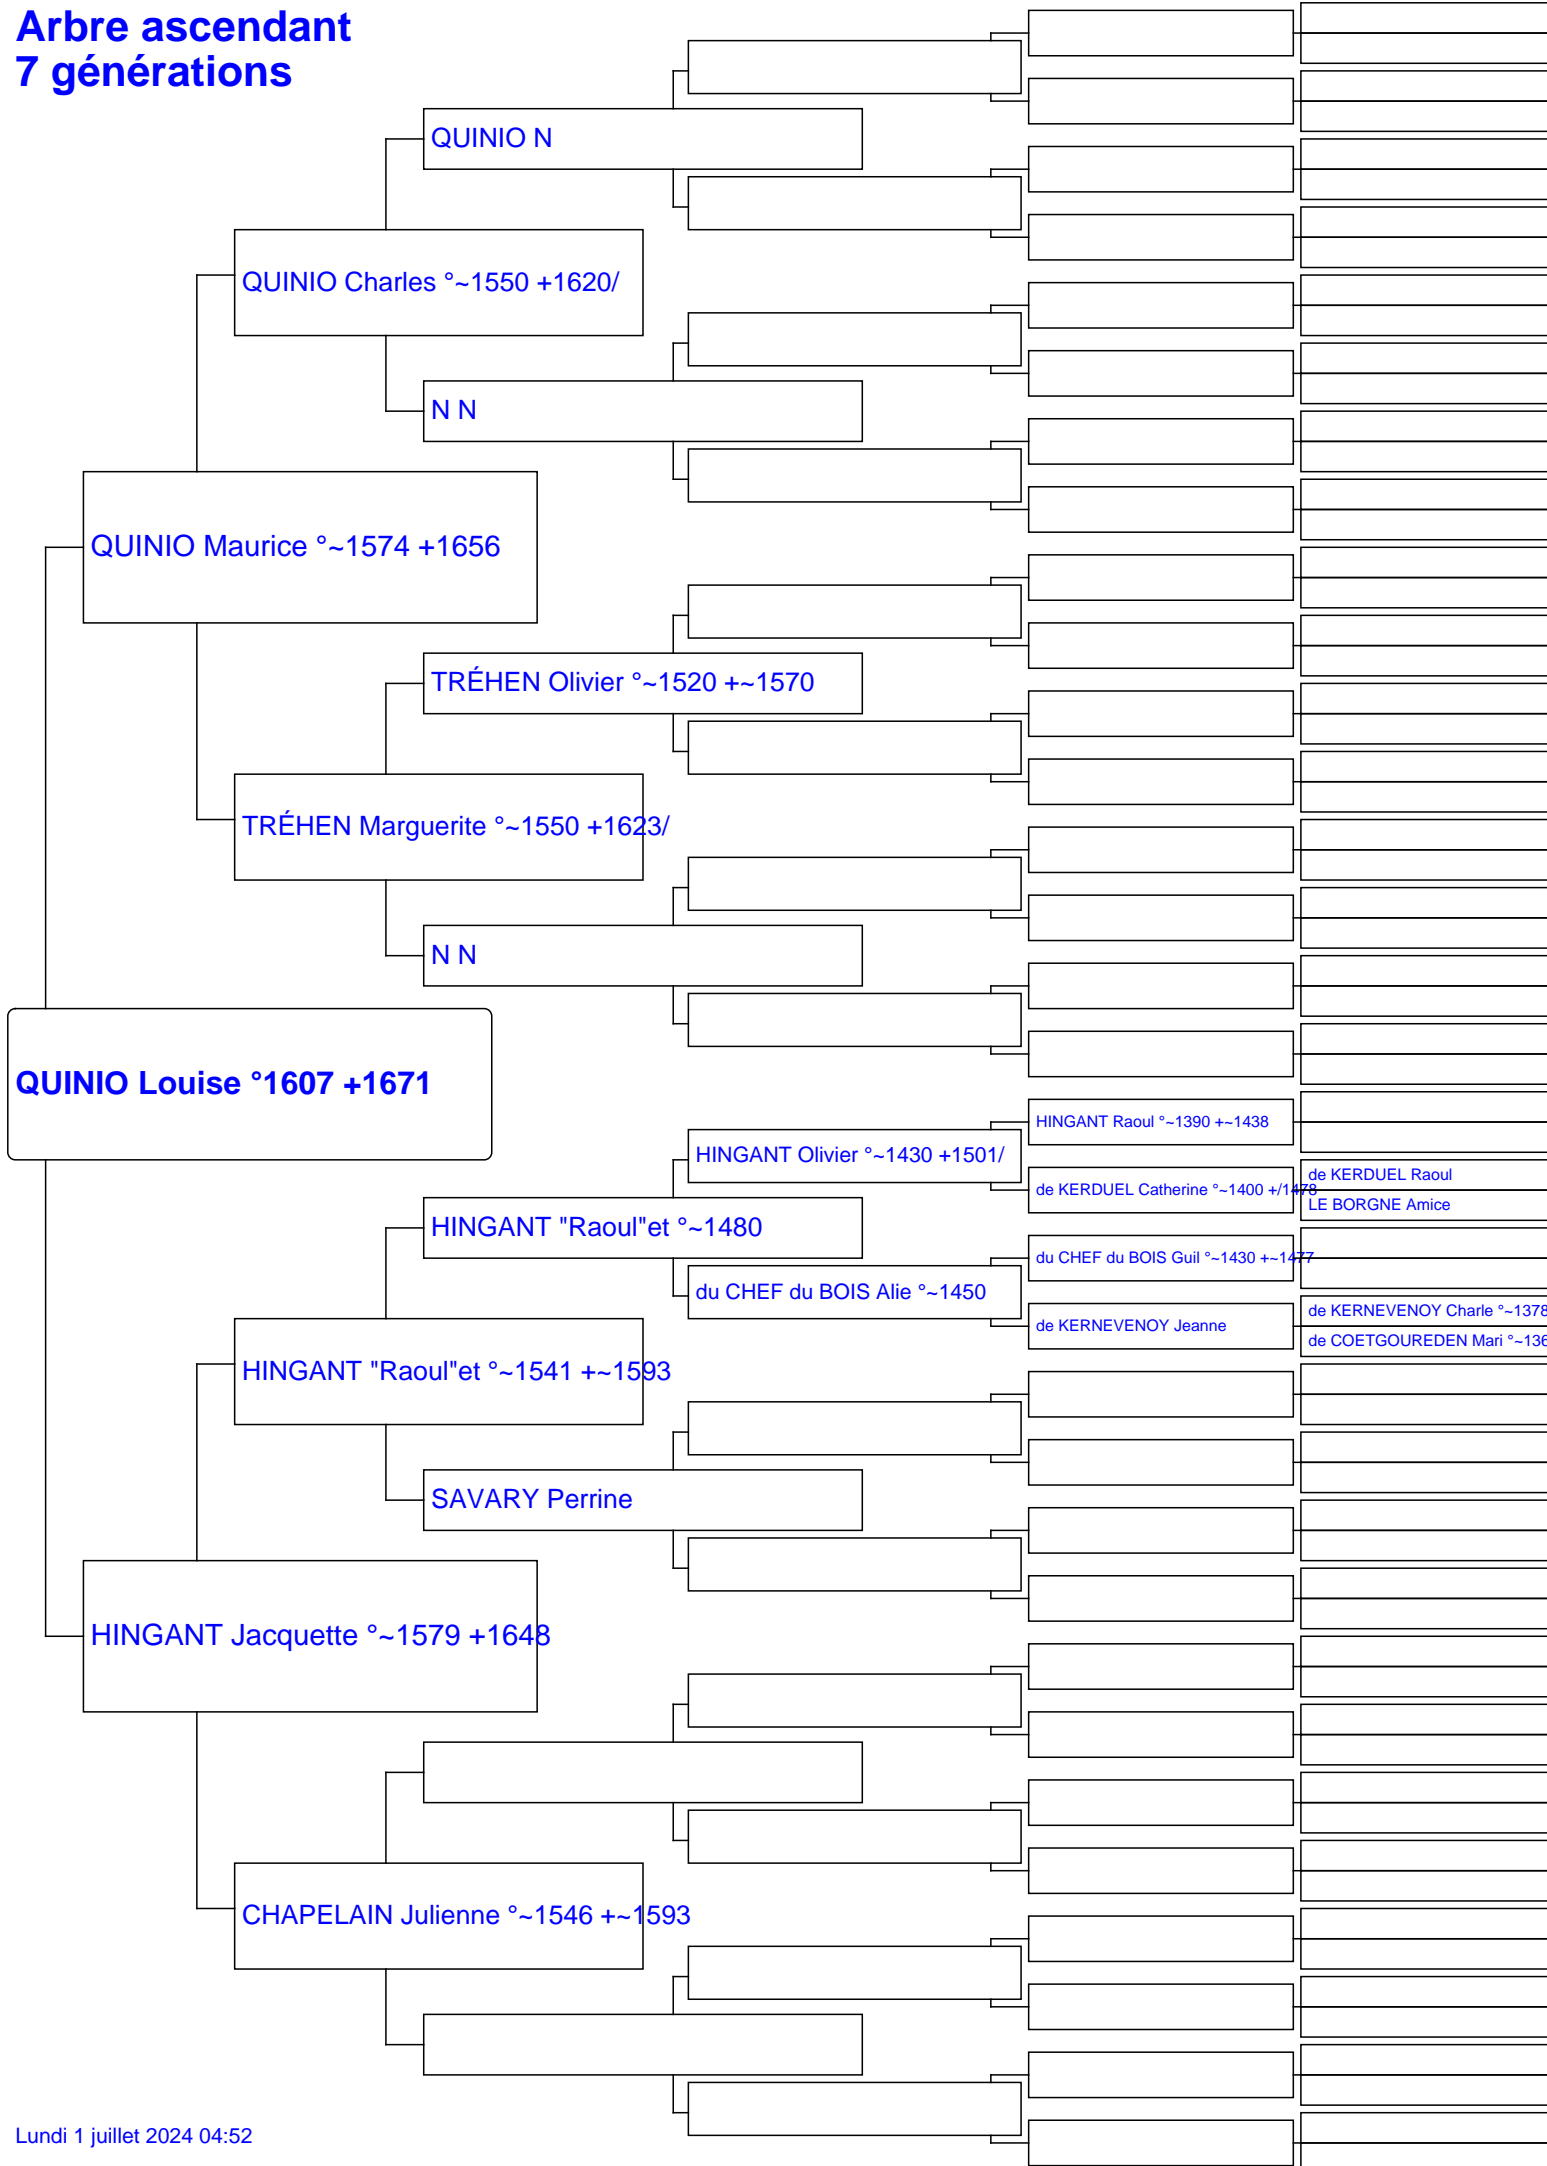 Arbre ascendant
7 générations
QUINIO N
QUINIO Charles °~1550 +1620/
N N
QUINIO Maurice °~1574 +1656
TRÉHEN Olivier °~1520 +~1570
TRÉHEN Marguerite °~1550 +1623/
N N
QUINIO Louise °1607 +1671
HINGANT Raoul °~1390 +~1438
HINGANT Olivier °~1430 +1501/
de KERDUEL Raoul
de KERDUEL Catherine °~1400 +/1478
LE BORGNE Amice
HINGANT "Raoul"et °~1480
du CHEF du BOIS Guil °~1430 +~1477
du CHEF du BOIS Alie °~1450
de KERNEVENOY Charle °~1378
de KERNEVENOY Jeanne
de COETGOUREDEN Mari °~136
HINGANT "Raoul"et °~1541 +~1593
SAVARY Perrine
HINGANT Jacquette °~1579 +1648
CHAPELAIN Julienne °~1546 +~1593
Lundi 1 juillet 2024 04:52